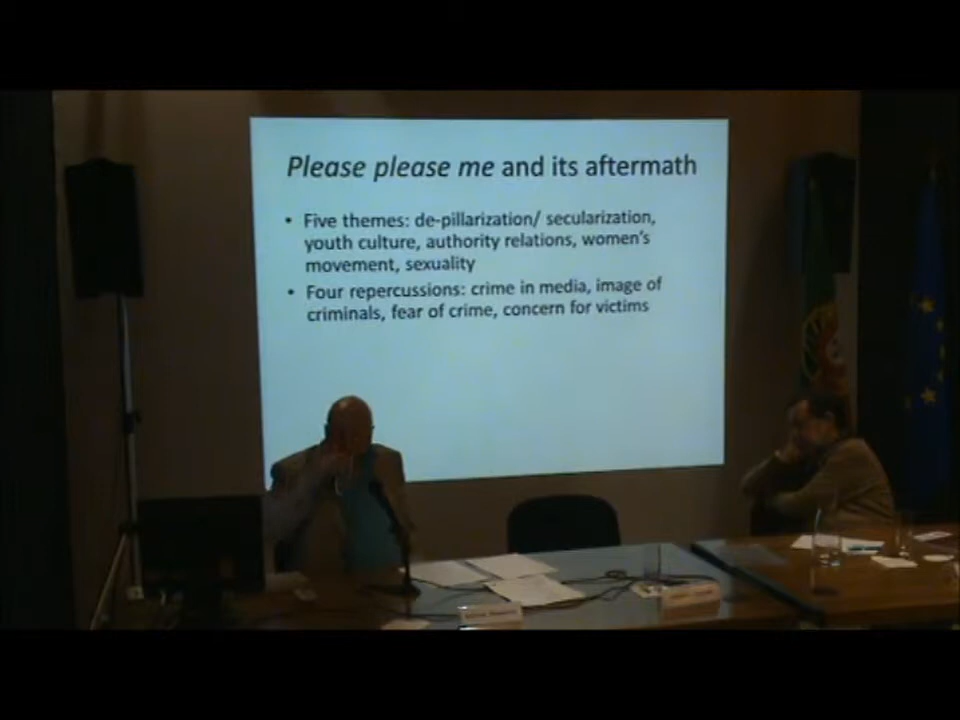 Please please me and its aftermath
• Five themes: de-pillarization/ secularization,
youth culture, authority relations, women's
movement, sexuality
• Four repercussions: crime in media, image of
criminals, fear of crime, concern for victims